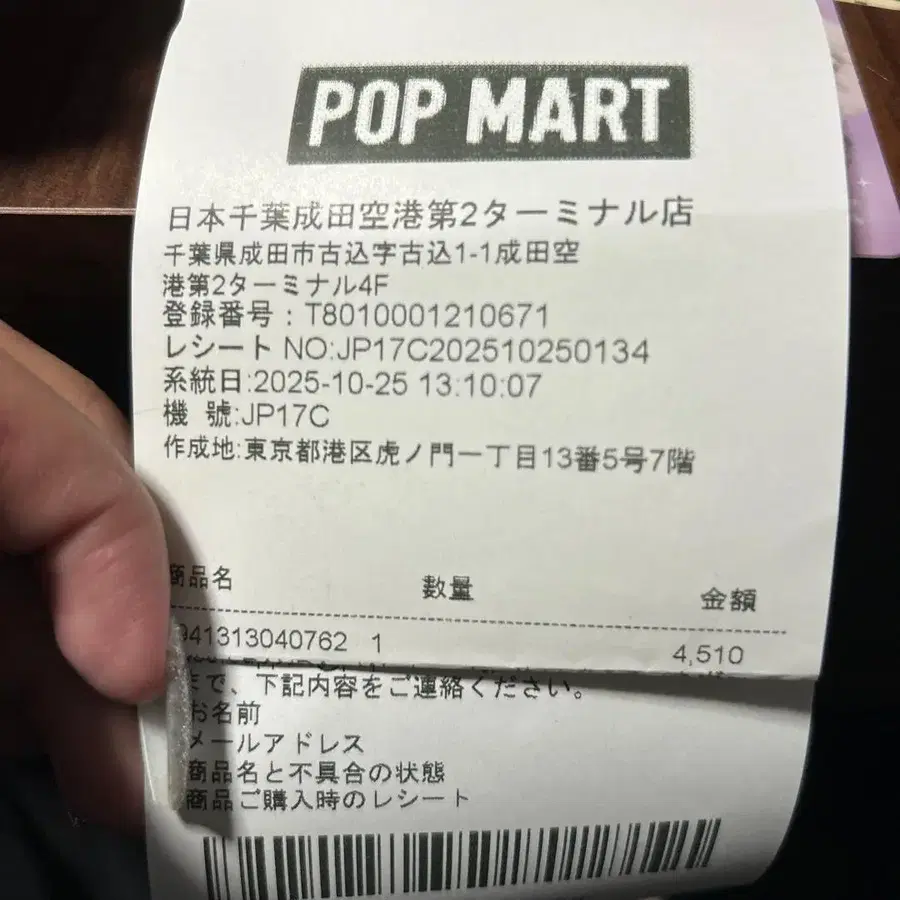 POP MART
日本千葉成田空港第2ターミナル店
千葉県成田市古込字古込1-1成田空
港第2ターミナル4F
登録番号：T8010001210671
レシート NO:JP17C202510250134
系統日:2025-10-25 13:10:07
機 號:JP17C
作成地:東京都港区虎ノ門一丁目13番5号7階
商品名 数量 金額
941313040762 1 4,510
まで、下記内容をご連絡ください。
お名前
メールアドレス
商品名と不具合の状態
商品ご購入時のレシート